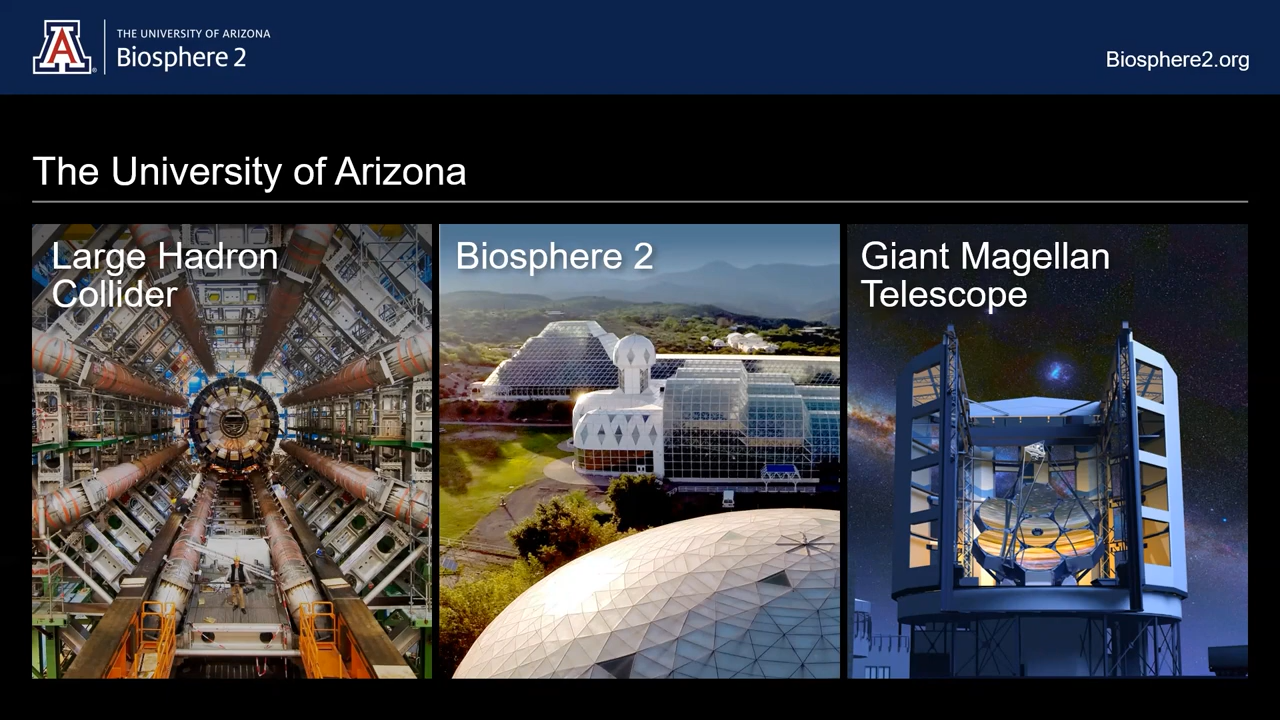 THE UNIVERSITY OF ARIZONA
Biosphere 2
Biosphere2.org
The University of Arizona
Large Hadron
Collider
Biosphere 2
Giant Magellan
Telescope